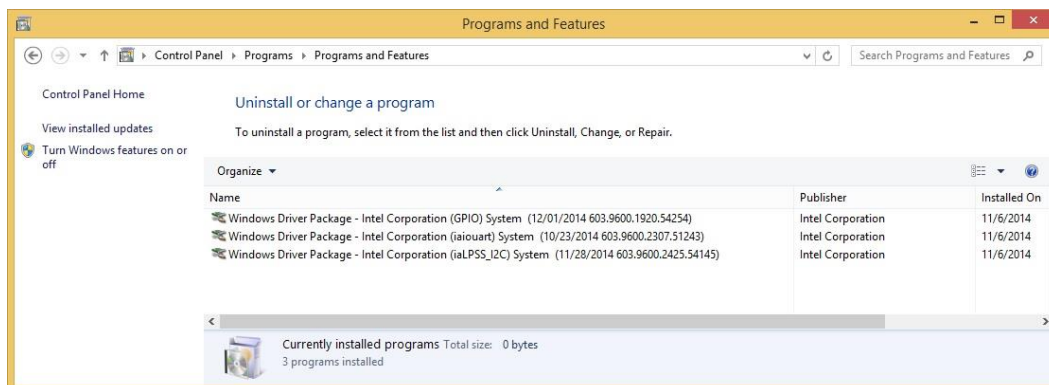 Programs and Features
Control Panel Programs Programs and Features
Search Programs and Features
Control Panel Home
View installed updates
Turn Windows features on or
off
Uninstall or change a program
To uninstall a program, select it from the list and then click Uninstall, Change, or Repair.
Organize
Name Publisher Installed On
Windows Driver Package - Intel Corporation (GPIO) System (12/01/2014 603.9600.1920.54254) Intel Corporation 11/6/2014
Windows Driver Package - Intel Corporation (iaiouart) System (10/23/2014 603.9600.2307.51243) Intel Corporation 11/6/2014
Windows Driver Package - Intel Corporation (iaLPSS_I2C) System (11/28/2014 603.9600.2425.54145) Intel Corporation 11/6/2014
Currently installed programs Total size: 0 bytes
3 programs installed